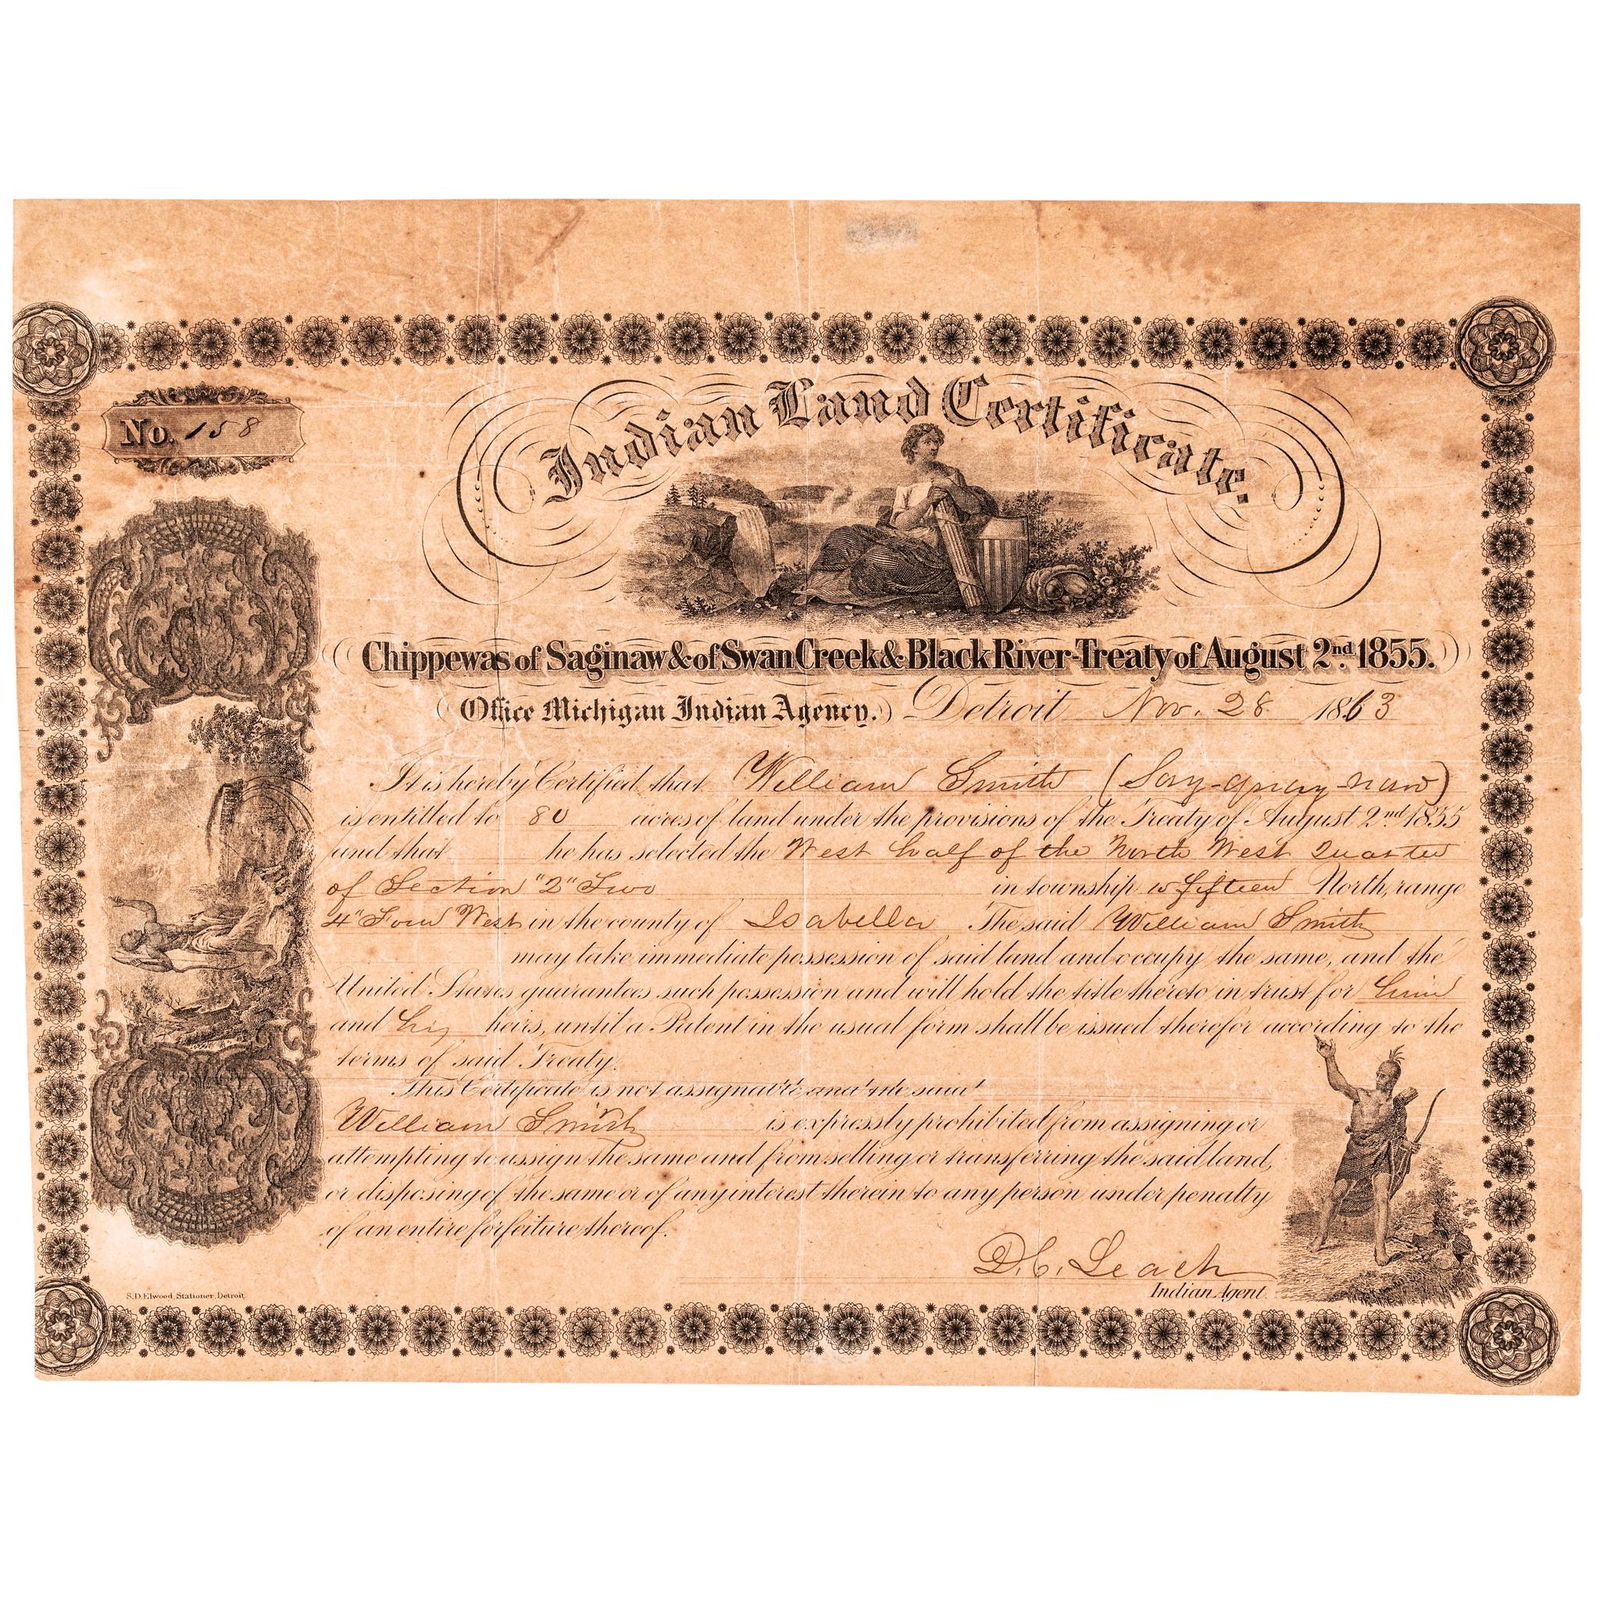 No. 158
Indian Land Certificate.
Chippewas of Saginaw & of Swan Creek & Black River-Treaty of August 2nd. 1855.
Office Michigan Indian Agency. Detroit Nov. 28 1863
It is hereby Certified, that William Smith
is entitled to 80 acres of land under the provisions of the Treaty of August 2nd 1855
and that he has selected the West half of the North West Quarter
of Section "2" Two in township 15 fifteen North, range
4" Four West in the county of Isabella The said William Smith
may take immediate possession of said land and occupy the same, and the
United States guarantees such possession and will hold the title thereto in trust for him
and his heirs, until a Patent in the usual form shall be issued therefor according to the
terms of said Treaty.
This Certificate is not assignable and the said
William Smith is expressly prohibited from assigning or
attempting to assign the same and from selling or transferring the said land,
or disposing of the same or of any interest therein to any person under penalty
of an entire forfeiture thereof.
D.C. Leach
Indian Agent.
S.D. Elwood, Stationer, Detroit.